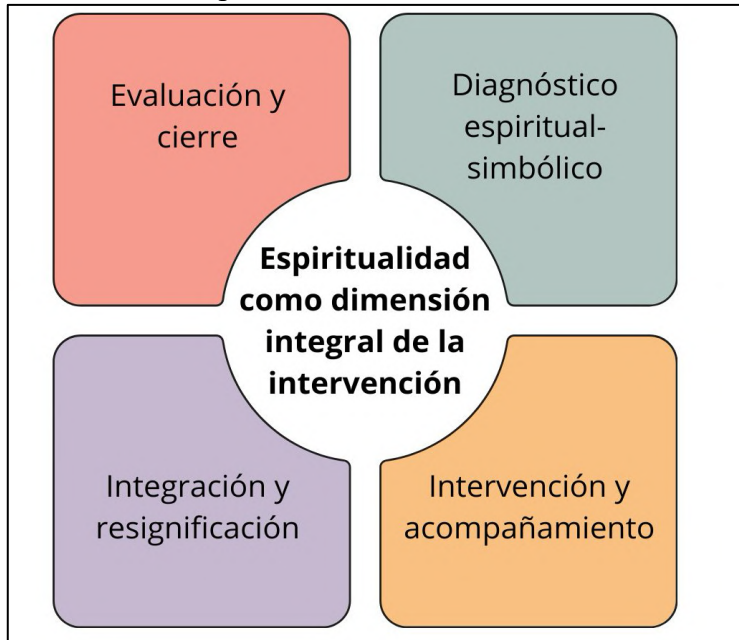 Evaluación y
cierre
Diagnóstico
espiritual-
simbólico
Espiritualidad
como dimensión
integral de la
intervención
Integración y
resignificación
Intervención y
acompañamiento